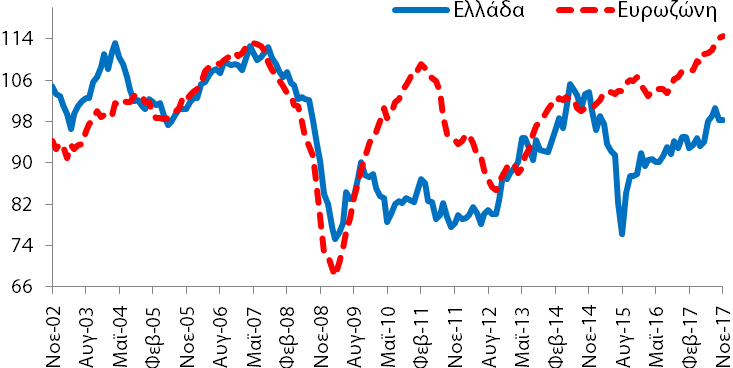 Ελλάδα Ευρωζώνη
114
106
98
90
82
74
66
Νοε-02
Αυγ-03
Μαϊ-04
Φεβ-05
Νοε-05
Αυγ-06
Μαϊ-07
Φεβ-08
Νοε-08
Αυγ-09
Μαϊ-10
Φεβ-11
Νοε-11
Αυγ-12
Μαϊ-13
Φεβ-14
Νοε-14
Αυγ-15
Μαϊ-16
Φεβ-17
Νοε-17